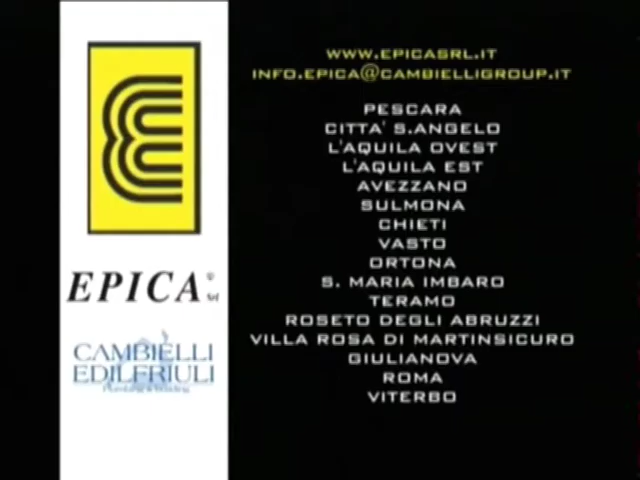 EPICA
srl
CAMBIELLI
EDILFRIULI
WWW.EPICASRL.IT
INFO.EPICA@CAMBIELLIGROUP.IT
PESCARA
CITTA' S.ANGELO
L'AQUILA OVEST
L'AQUILA EST
AVEZZANO
SULMONA
CHIETI
VASTO
ORTONA
S. MARIA IMBARO
TERAMO
ROSETO DEGLI ABRUZZI
VILLA ROSA DI MARTINSICURO
GIULIANOVA
ROMA
VITERBO